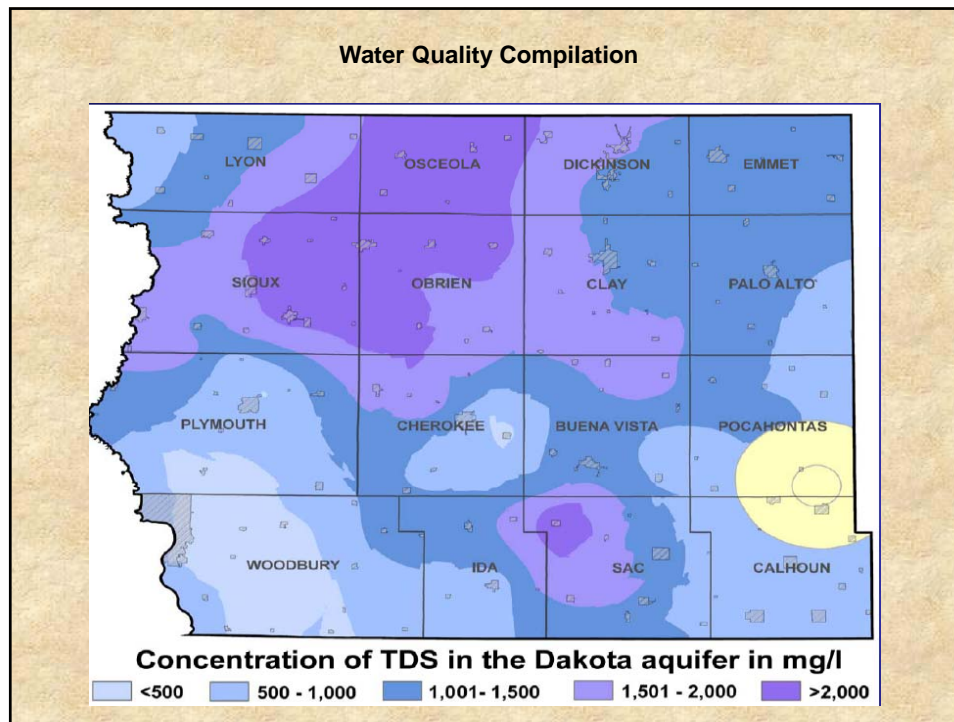 Water Quality Compilation
LYON OSCEOLA DICKINSON EMMET
SIOUX OBRIEN CLAY PALO ALTO
PLYMOUTH CHEROKEE BUENA VISTA POCAHONTAS
WOODBURY IDA SAC CALHOUN
Concentration of TDS in the Dakota aquifer in mg/l
<500 500 - 1,000 1,001- 1,500 1,501 - 2,000 >2,000